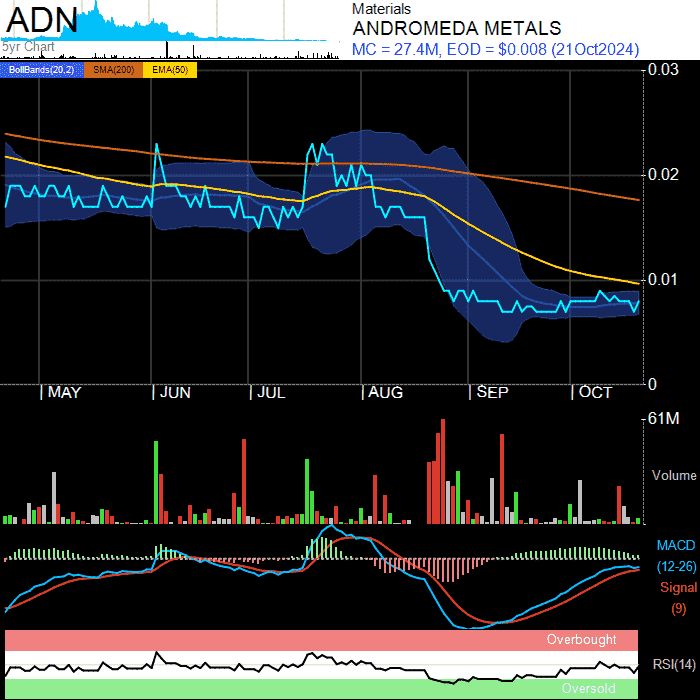 ADN
5yr Chart
Materials
ANDROMEDA METALS
MC = 27.4M, EOD = $0.008 (21Oct2024)
BollBands(20,2) SMA(200) EMA(50)
0.03
0.02
0.01
0
MAY JUN JUL AUG SEP OCT
61M
Volume
MACD
(12-26)
Signal
(9)
Overbought
RSI(14)
Oversold